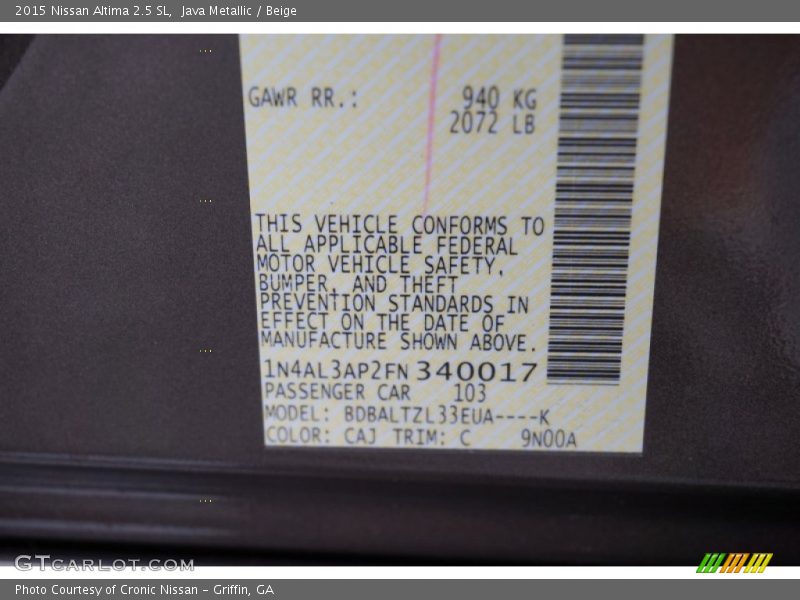 2015 Nissan Altima 2.5 SL, Java Metallic / Beige
GAWR RR.: 940 KG
2072 LB
THIS VEHICLE CONFORMS TO
ALL APPLICABLE FEDERAL
MOTOR VEHICLE SAFETY,
BUMPER, AND THEFT
PREVENTION STANDARDS IN
EFFECT ON THE DATE OF
MANUFACTURE SHOWN ABOVE.
1N4AL3AP2FN340017
PASSENGER CAR 103
MODEL: BDBALTZL33EUA----K
COLOR: CAJ TRIM: C 9N00A
GTCARLOT.COM
Photo Courtesy of Cronic Nissan - Griffin, GA